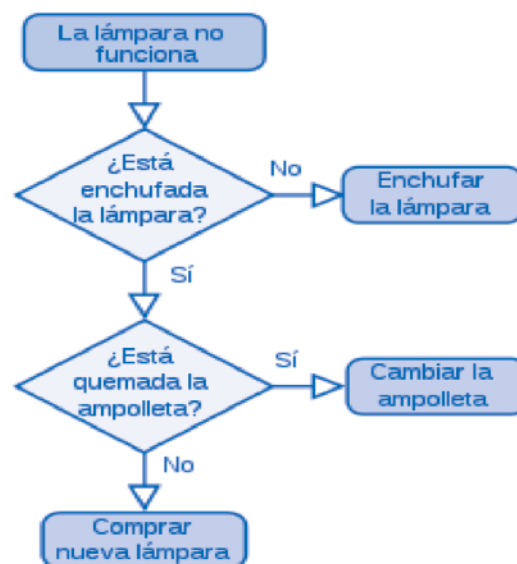 La lámpara no
funciona
¿Está
enchufada
la lámpara?
No
Enchufar
la lámpara
Sí
¿Está
quemada la
ampolleta?
Sí
Cambiar la
ampolleta
No
Comprar
nueva lámpara